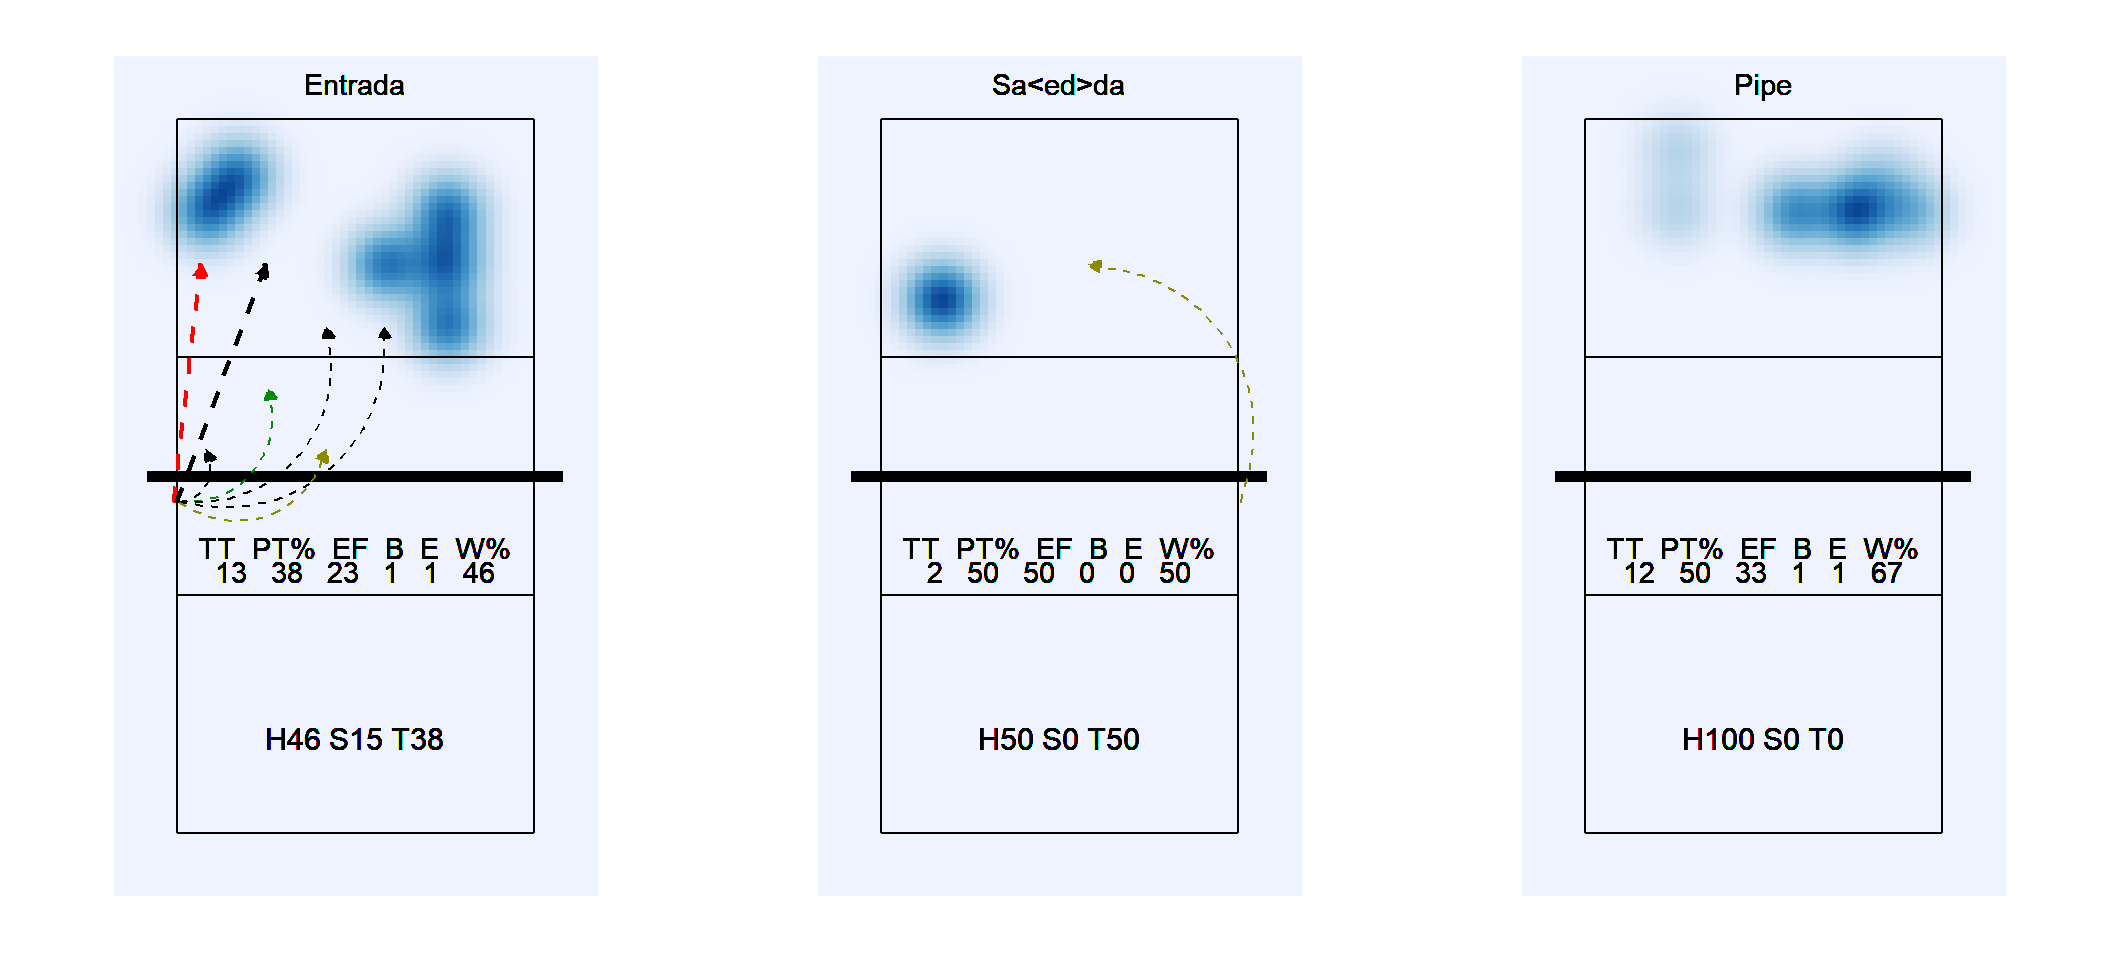 Entrada
TT PT% EF B E W%
13 38 23 1 1 46
H46 S15 T38
Sa<ed>da
TT PT% EF B E W%
2 50 50 0 0 50
H50 S0 T50
Pipe
TT PT% EF B E W%
12 50 33 1 1 67
H100 S0 T0